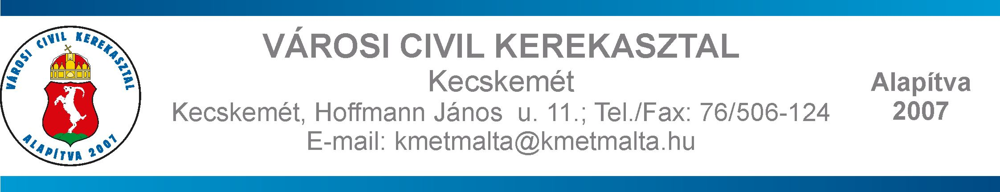 VÁROSI CIVIL KEREKASZTAL
ALAPÍTVA 2007
VÁROSI CIVIL KEREKASZTAL
Kecskemét
Kecskemét, Hoffmann János u. 11.; Tel./Fax: 76/506-124
E-mail: kmetmalta@kmetmalta.hu
Alapítva
2007